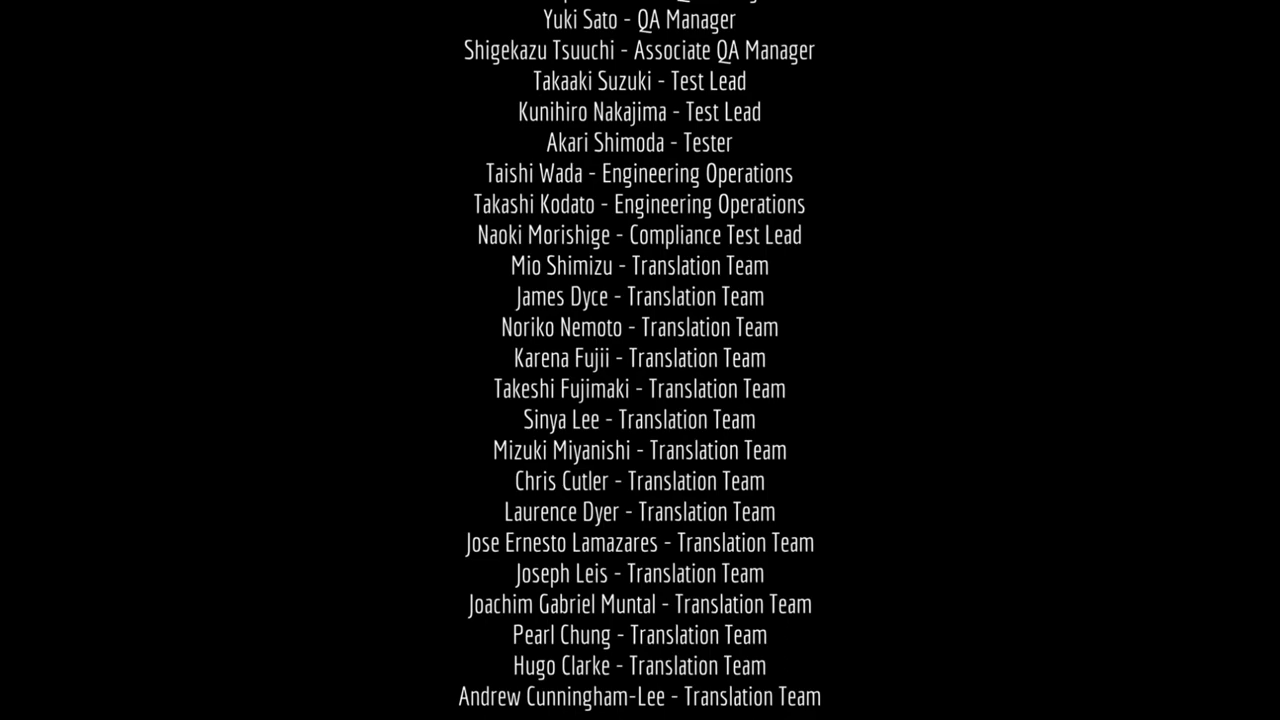 Yuki Sato - QA Manager
Shigekazu Tsuuchi - Associate QA Manager
Takaaki Suzuki - Test Lead
Kunihiro Nakajima - Test Lead
Akari Shimoda - Tester
Taishi Wada - Engineering Operations
Takashi Kodato - Engineering Operations
Naoki Morishige - Compliance Test Lead
Mio Shimizu - Translation Team
James Dyce - Translation Team
Noriko Nemoto - Translation Team
Karena Fujii - Translation Team
Takeshi Fujimaki - Translation Team
Sinya Lee - Translation Team
Mizuki Miyanishi - Translation Team
Chris Cutler - Translation Team
Laurence Dyer - Translation Team
Jose Ernesto Lamazares - Translation Team
Joseph Leis - Translation Team
Joachim Gabriel Muntal - Translation Team
Pearl Chung - Translation Team
Hugo Clarke - Translation Team
Andrew Cunningham-Lee - Translation Team